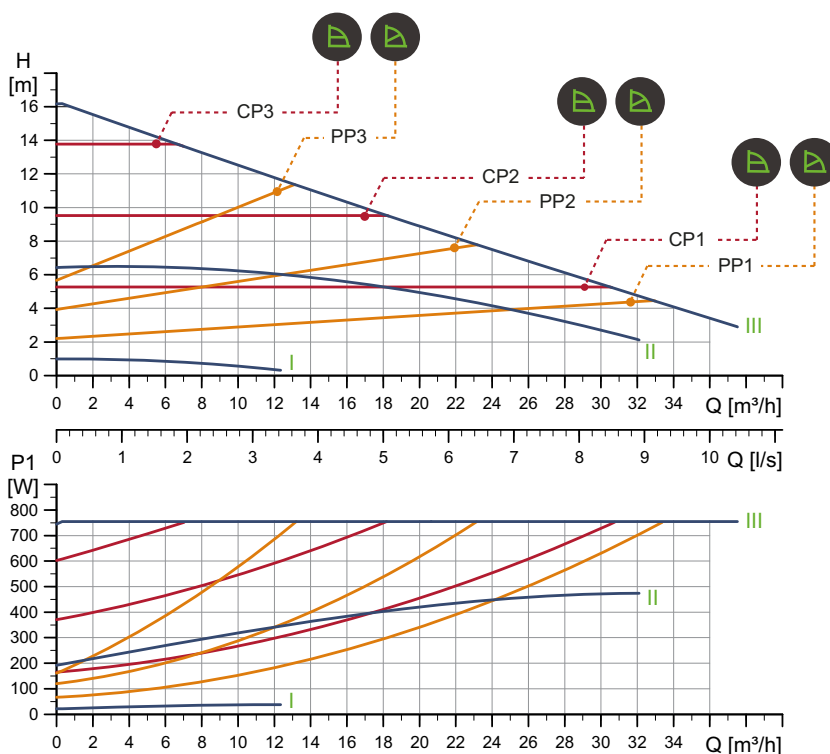 H
[m]
16
14
12
10
8
6
4
2
0
CP3
PP3
CP2
PP2
CP1
PP1
I
II
III
0 2 4 6 8 10 12 14 16 18 20 22 24 26 28 30 32 34 Q [m³/h]
0 1 2 3 4 5 6 7 8 9 10 Q [l/s]
P1
[W]
800
700
600
500
400
300
200
100
0
III
II
I
0 2 4 6 8 10 12 14 16 18 20 22 24 26 28 30 32 34 Q [m³/h]